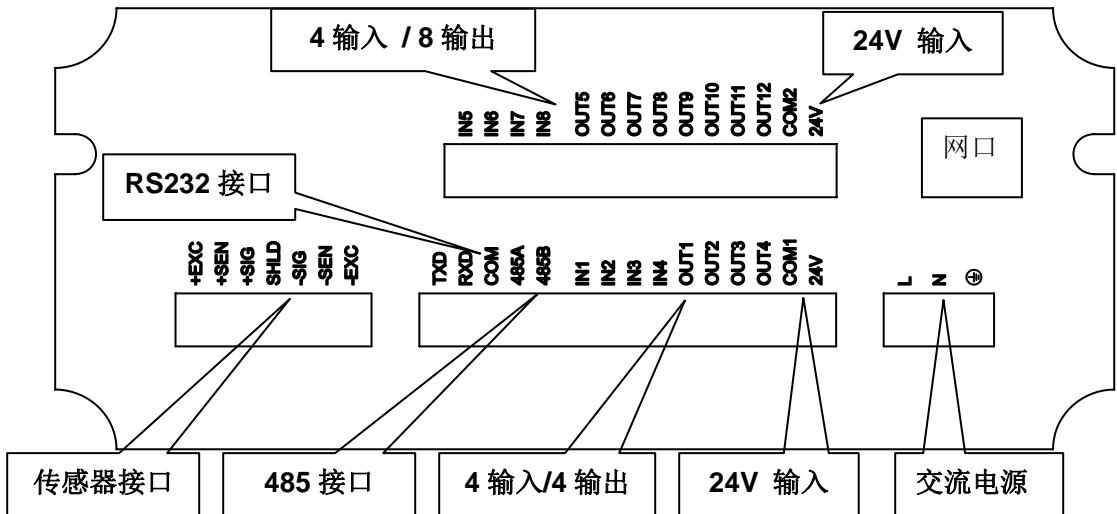 4 输入 / 8 输出
24V 输入
IN5
IN6
IN7
IN8
OUT5
OUT6
OUT7
OUT8
OUT9
OUT10
OUT11
OUT12
COM2
24V
网口
RS232 接口
+EXC
+SEN
+SIG
SHLD
-SIG
-SEN
-EXC
TXD
RXD
COM
485A
485B
IN1
IN2
IN3
IN4
OUT1
OUT2
OUT3
OUT4
COM1
24V
L
N
传感器接口
485 接口
4 输入/4 输出
24V 输入
交流电源